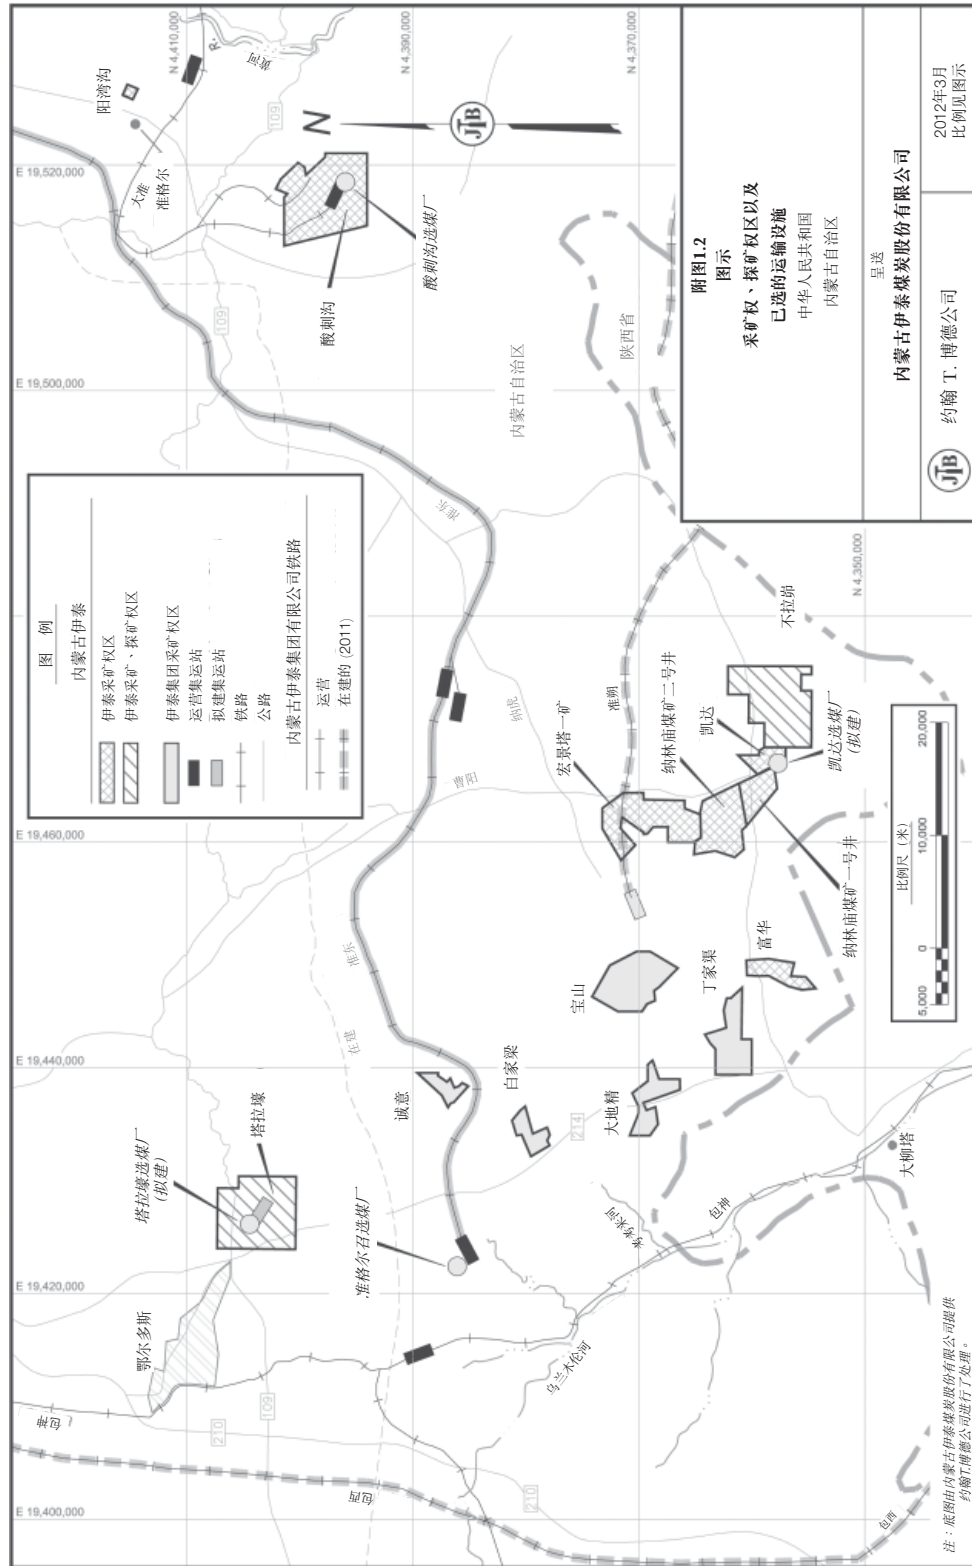 图 例
内蒙古伊泰
伊泰采矿权区
伊泰采矿、探矿权区
伊泰集团采矿权区
运营集运站
拟建集运站
铁路
公路
内蒙古伊泰集团有限公司铁路
运营
在建的 (2011)
E 19,400,000
E 19,420,000
E 19,440,000
E 19,460,000
E 19,500,000
E 19,520,000
N 4,410,000
N 4,390,000
N 4,370,000
N 4,350,000
包神
鄂尔多斯
210
109
包西
塔拉壕选煤厂
(拟建)
塔拉壕
在建
准东
准格尔召选煤厂
诚意
白家梁
214
大地精
宝山
丁家渠
富华
曹阳
纳虎
准东
宏景塔一矿
准朔
纳林庙煤矿二号井
凯达
凯达选煤厂
(拟建)
纳林庙煤矿一号井
不拉峁
乌兰木伦河
包神
大柳塔
210
包西
内蒙古自治区
陕西省
109
酸刺沟
酸刺沟选煤厂
大准
准格尔
阳湾沟
黄河
R.
109
N
JTB
比例尺 (米)
5,000
0
10,000
20,000
附图1.2
图示
采矿权、探矿权区以及
已选的运输设施
中华人民共和国
内蒙古自治区
呈送
内蒙古伊泰煤炭股份有限公司
JTB
约翰 T. 博德公司
2012年3月
比例见图示
注：底图由内蒙古伊泰煤炭股份有限公司提供
约翰T.博德公司进行了处理。